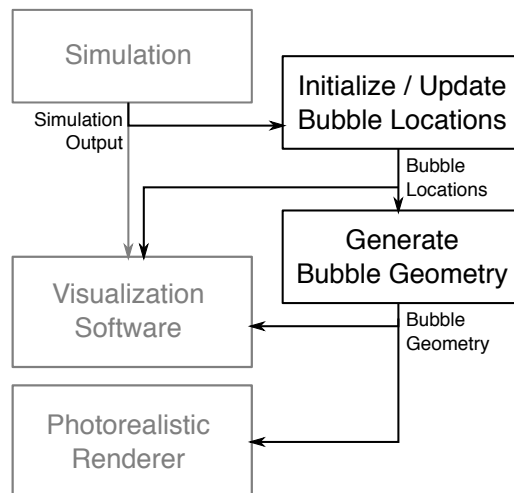 Simulation
Simulation
Output
Initialize / Update
Bubble Locations
Bubble
Locations
Generate
Bubble Geometry
Visualization
Software
Bubble
Geometry
Photorealistic
Renderer